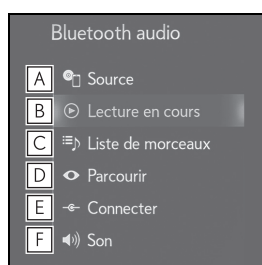 Bluetooth audio
A Source
B Lecture en cours
C Liste de morceaux
D Parcourir
E Connecter
F Son